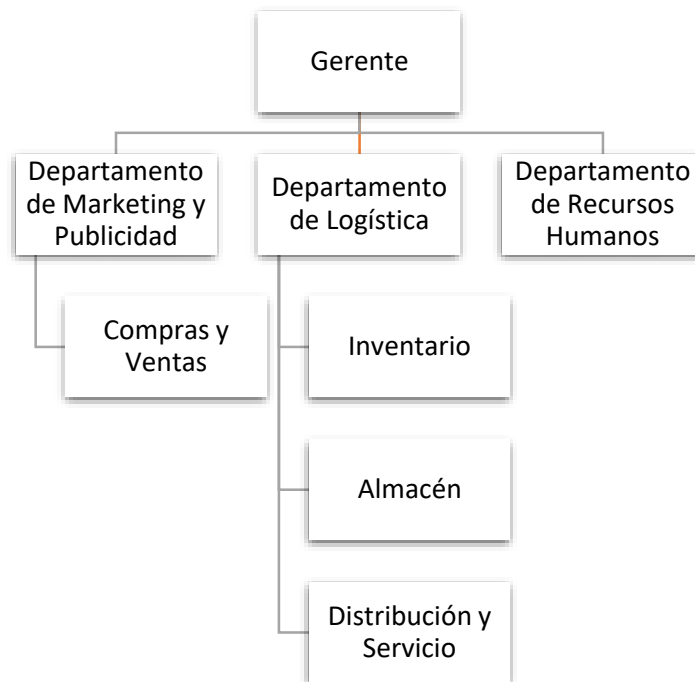 Gerente
Departamento
de Marketing y
Publicidad
Departamento
de Logística
Departamento
de Recursos
Humanos
Compras y
Ventas
Inventario
Almacén
Distribución y
Servicio